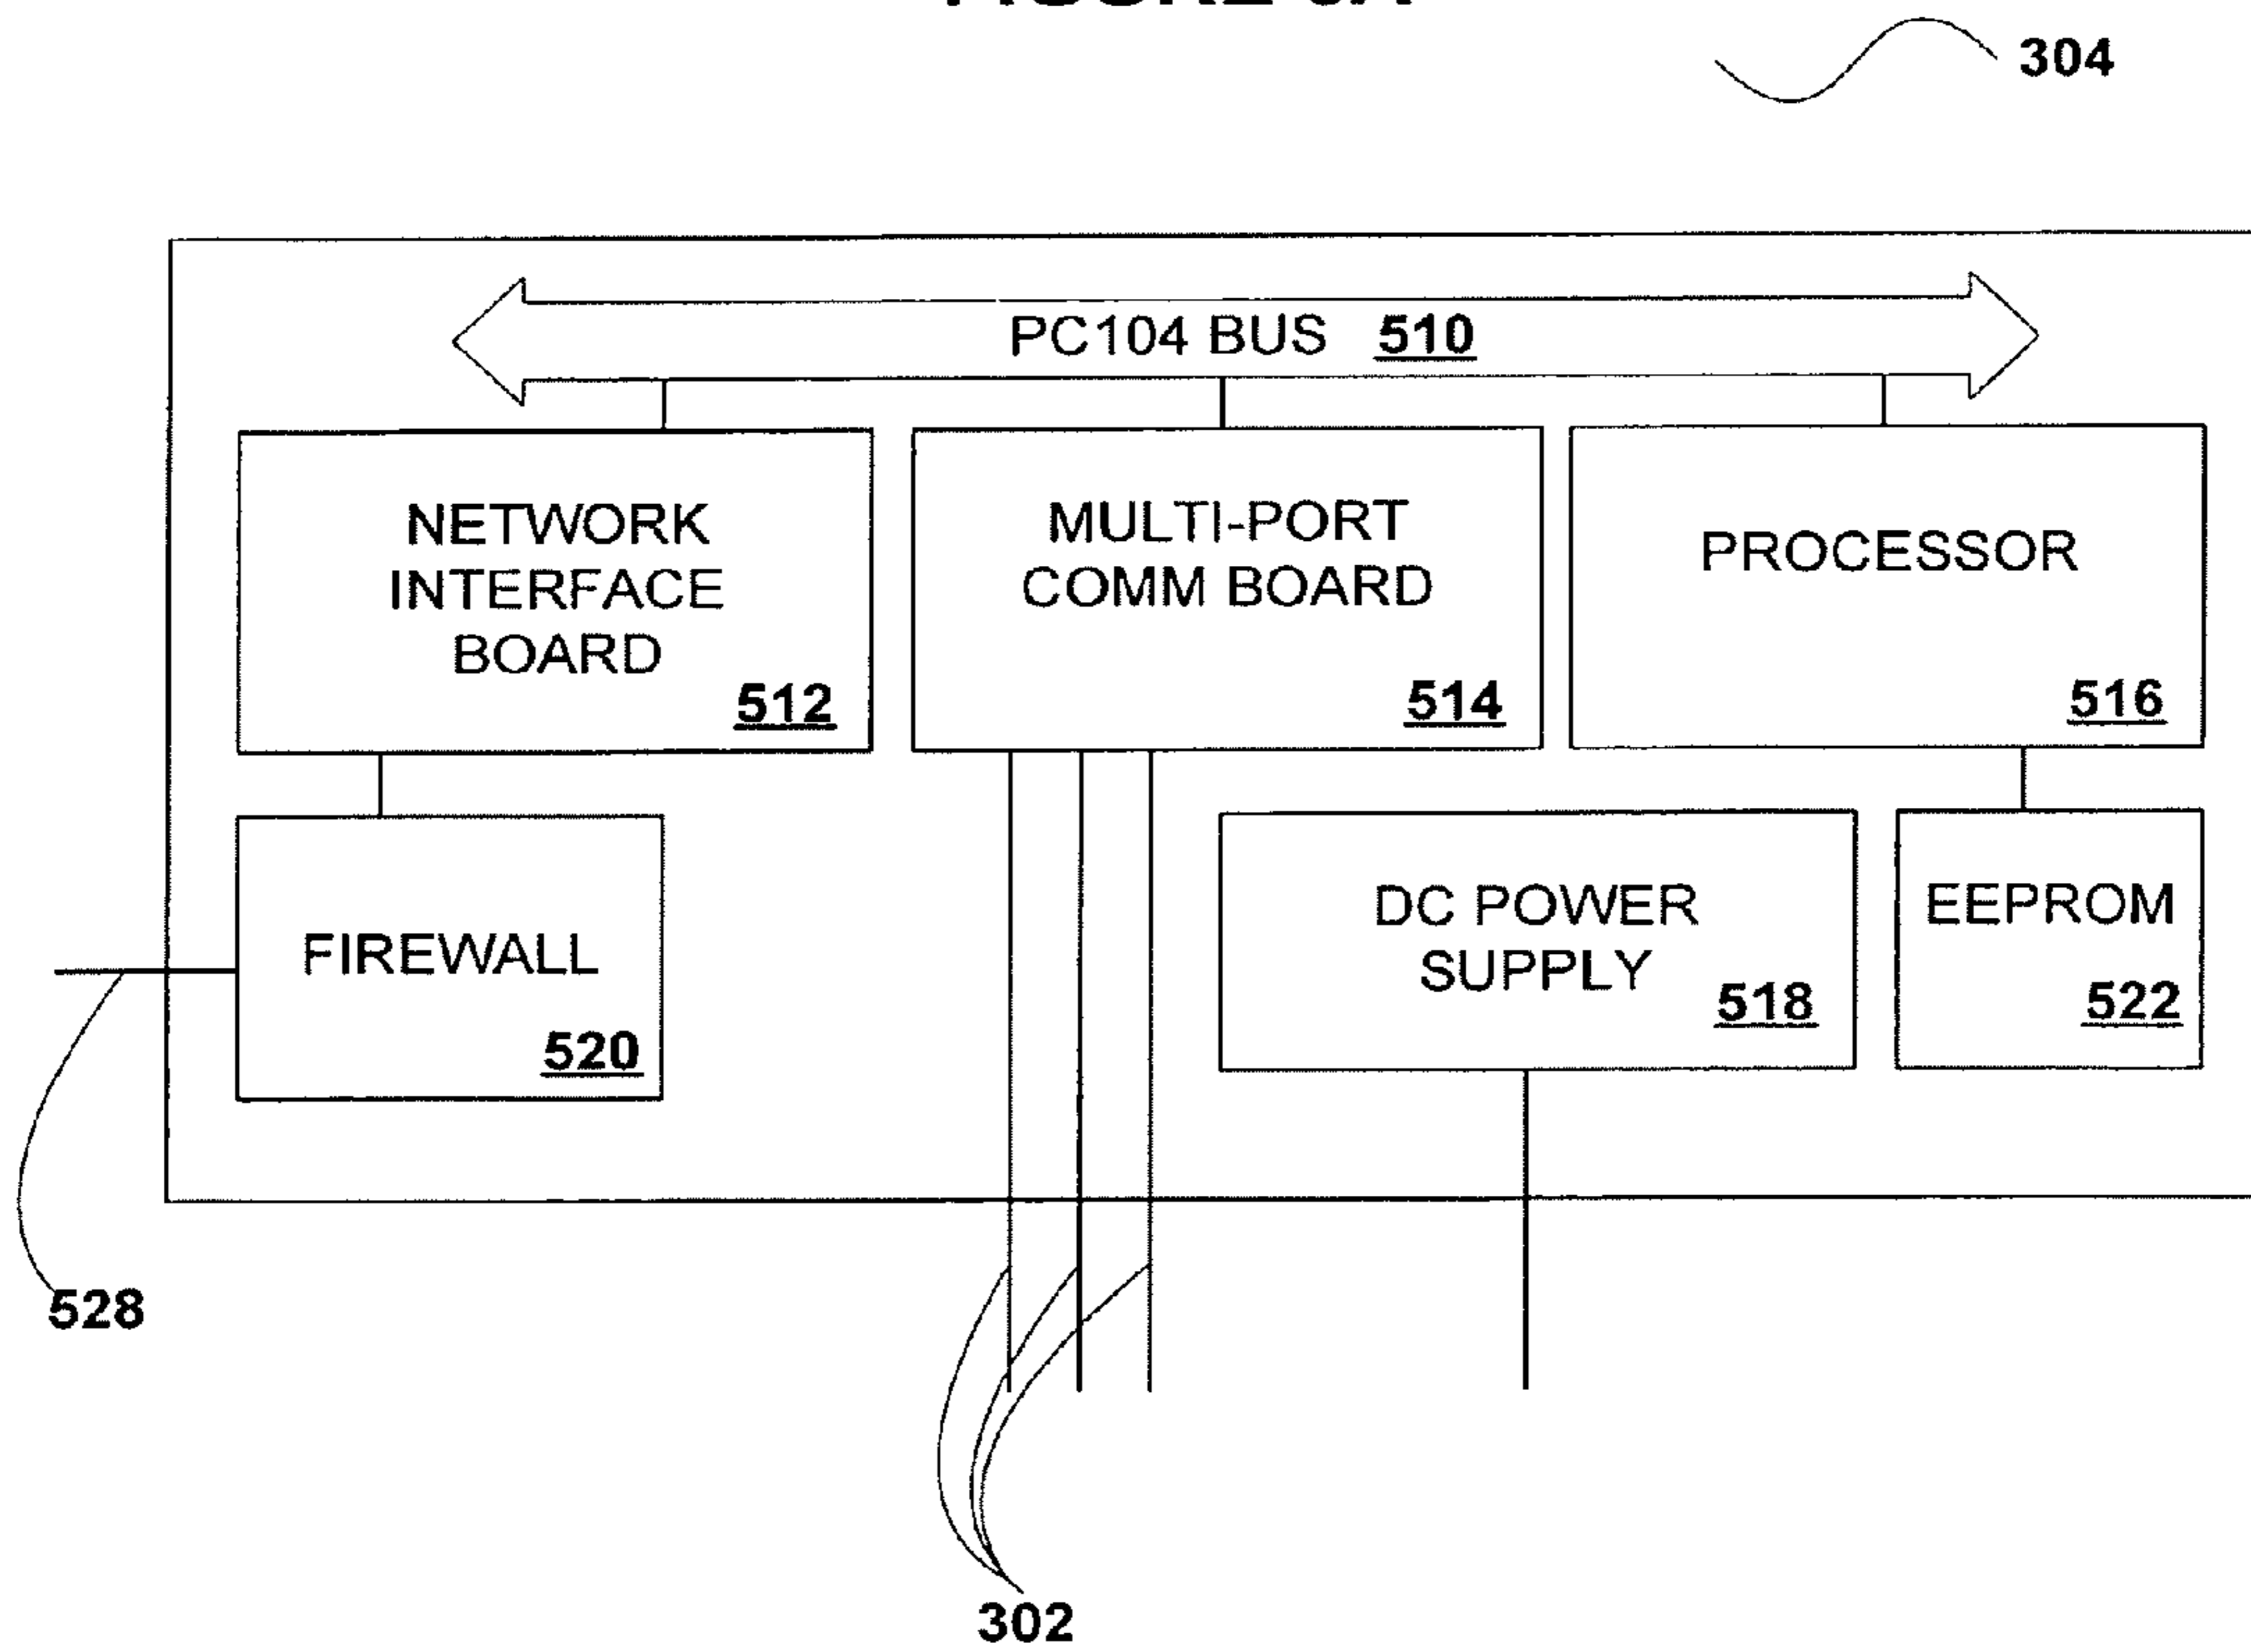 304
PC104 BUS 510
NETWORK
INTERFACE
BOARD
512
MULTI-PORT
COMM BOARD
514
PROCESSOR
516
FIREWALL
520
DC POWER
SUPPLY
518
EEPROM
522
528
302